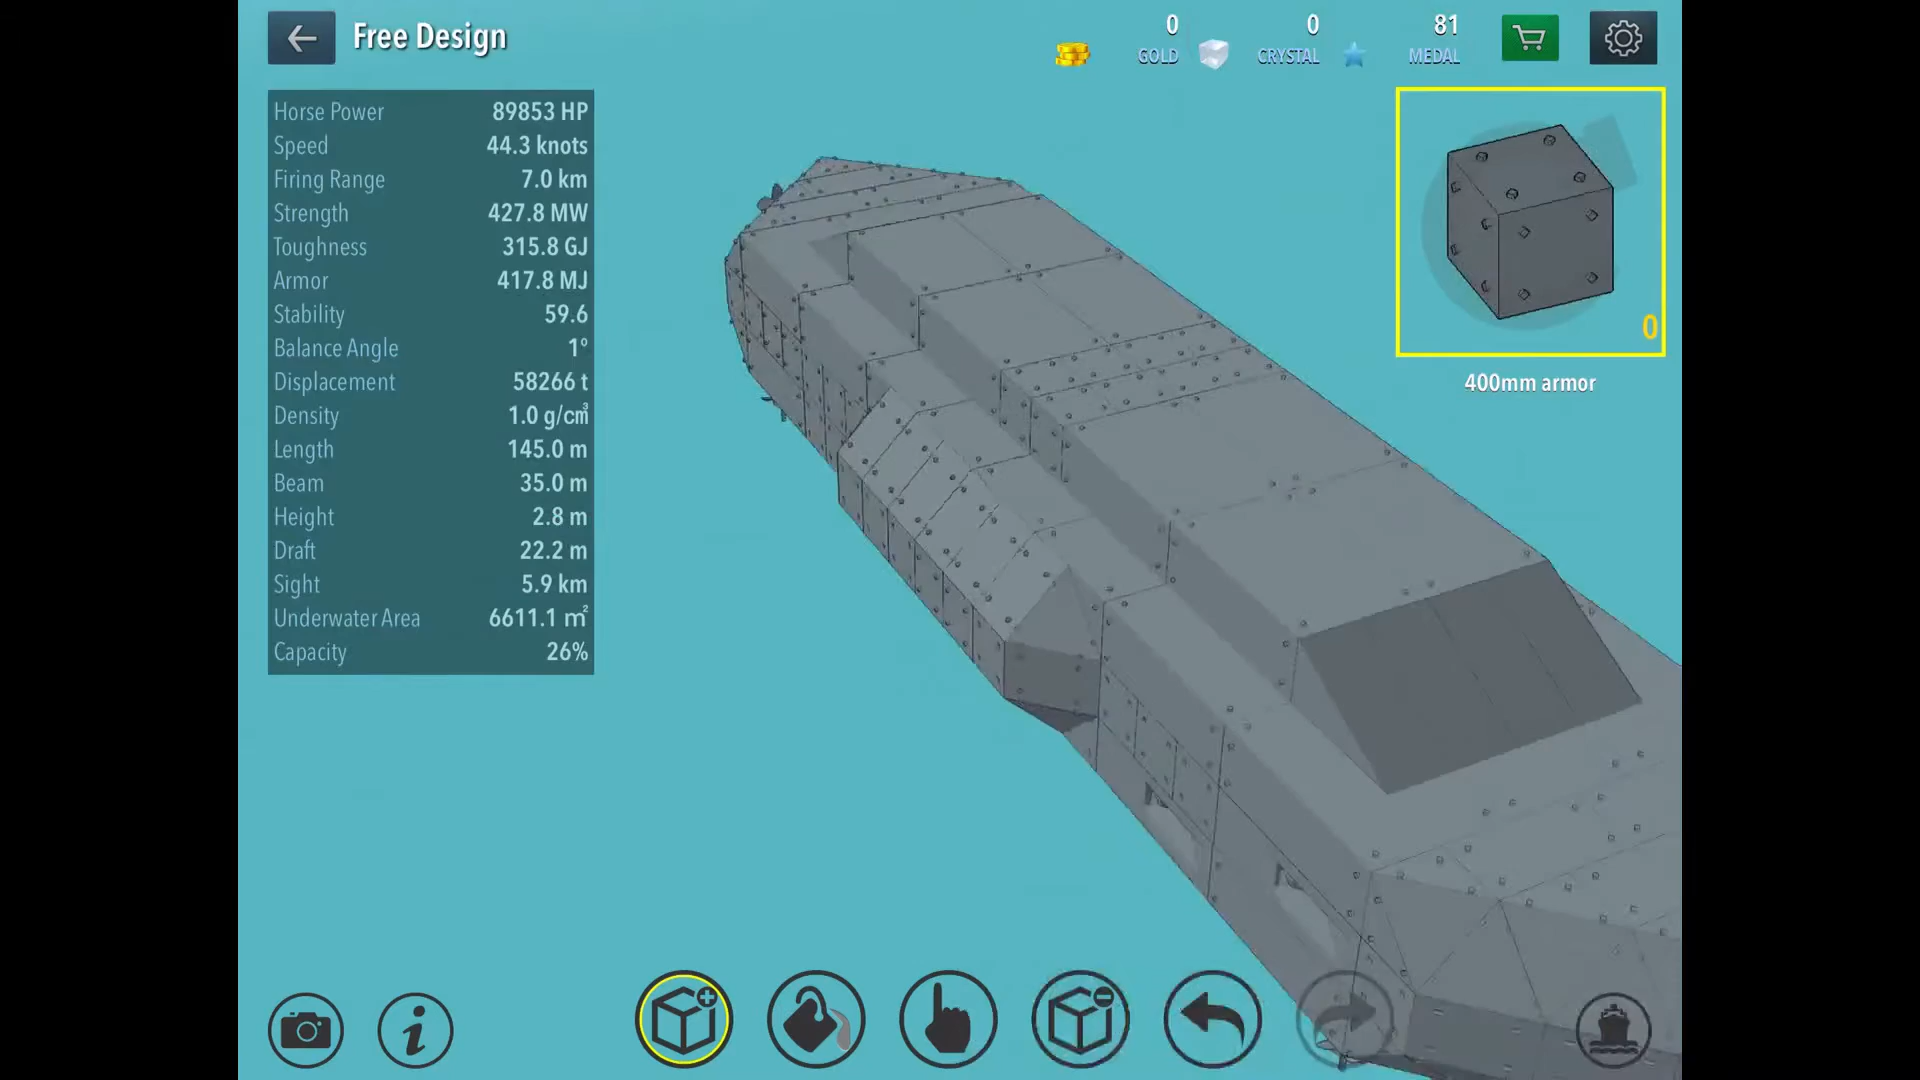 Free Design
0
GOLD
0
CRYSTAL
81
MEDAL
Horse Power 89853 HP
Speed 44.3 knots
Firing Range 7.0 km
Strength 427.8 MW
Toughness 315.8 GJ
Armor 417.8 MJ
Stability 59.6
Balance Angle 1°
Displacement 58266 t
Density 1.0 g/cm³
Length 145.0 m
Beam 35.0 m
Height 2.8 m
Draft 22.2 m
Sight 5.9 km
Underwater Area 6611.1 m²
Capacity 26%
0
400mm armor